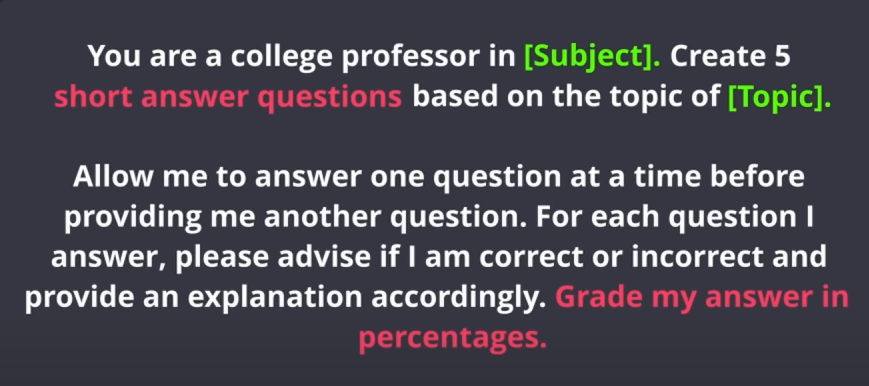 You are a college professor in [Subject]. Create 5
short answer questions based on the topic of [Topic].
Allow me to answer one question at a time before
providing me another question. For each question I
answer, please advise if I am correct or incorrect and
provide an explanation accordingly. Grade my answer in
percentages.